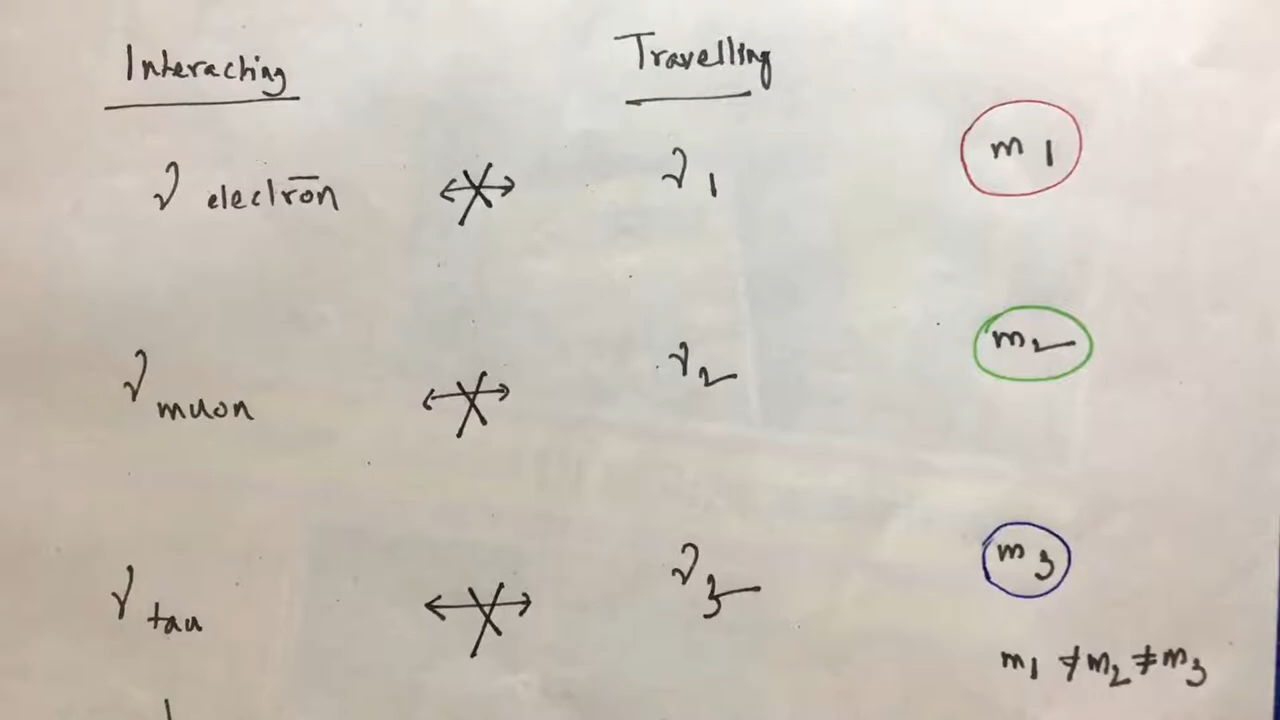 Interacting Travelling
ν electron ↔ ν1 m1
ν muon ↔ ν2 m2
ν tau ↔ ν3 m3
m1 ≠ m2 ≠ m3